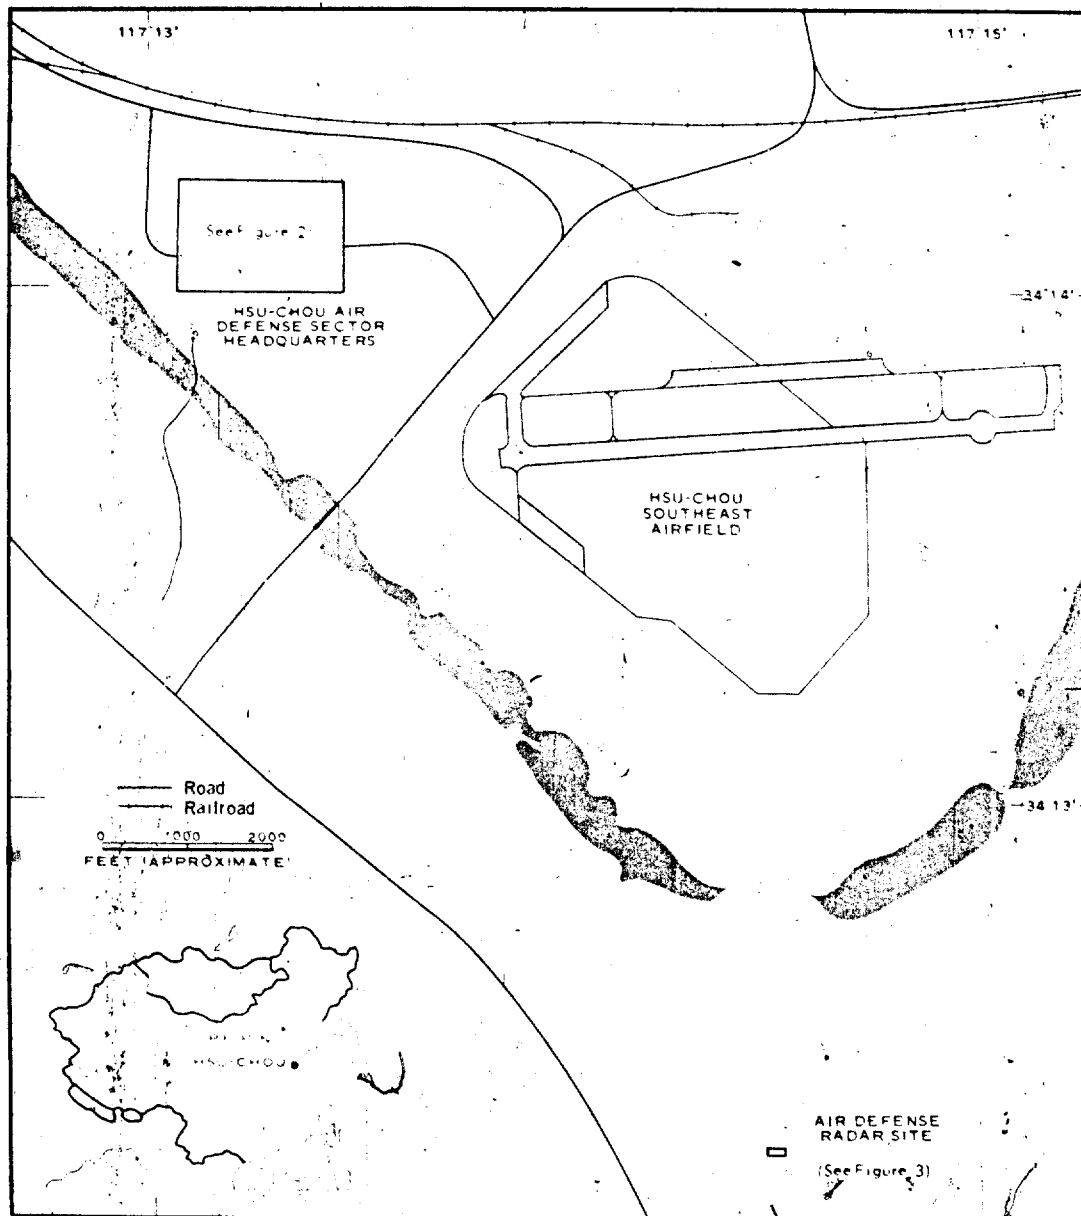 117°13'
117°15'
(See Figure 2)
HSU-CHOU AIR
DEFENSE SECTOR
HEADQUARTERS
34°14'
HSU-CHOU
SOUTHEAST
AIRFIELD
Road
Railroad
0 1000 2000
FEET (APPROXIMATE)
34°13'
HSU-CHOU
AIR DEFENSE
RADAR SITE
(See Figure 3)